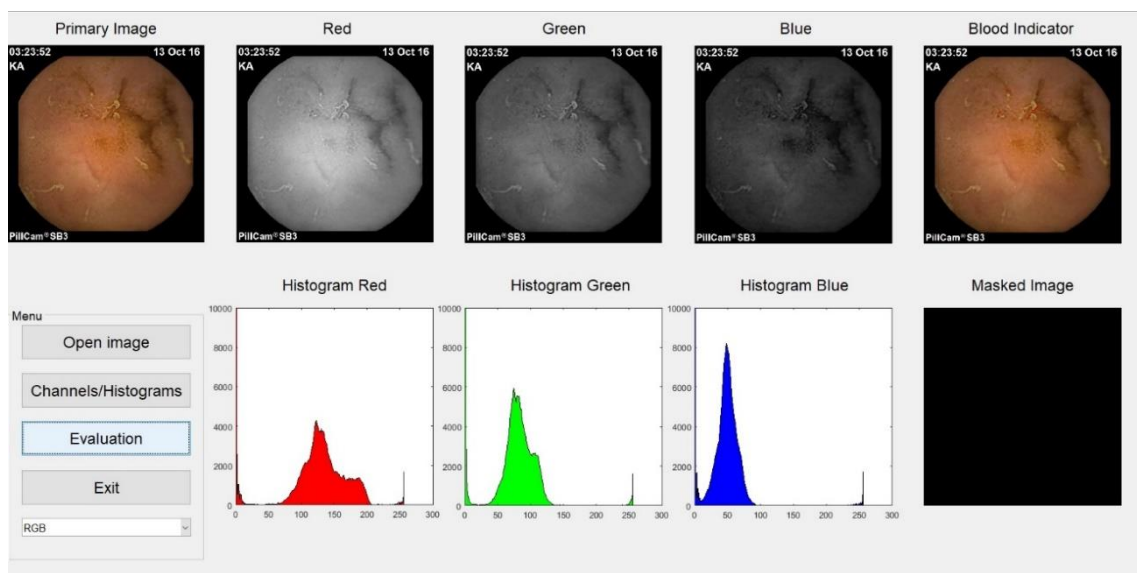 Primary Image
Red
Green
Blue
Blood Indicator
03:23:52 13 Oct 16
KA
PillCam®SB3
03:23:52 13 Oct 16
KA
PillCam®SB3
03:23:52 13 Oct 16
KA
PillCam®SB3
03:23:52 13 Oct 16
KA
PillCam®SB3
03:23:52 13 Oct 16
KA
PillCam®SB3
Menu
Open image
Channels/Histograms
Evaluation
Exit
RGB
Histogram Red
10000
8000
6000
4000
2000
0
0 50 100 150 200 250 300
Histogram Green
10000
8000
6000
4000
2000
0
0 50 100 150 200 250 300
Histogram Blue
10000
8000
6000
4000
2000
0
0 50 100 150 200 250 300
Masked Image